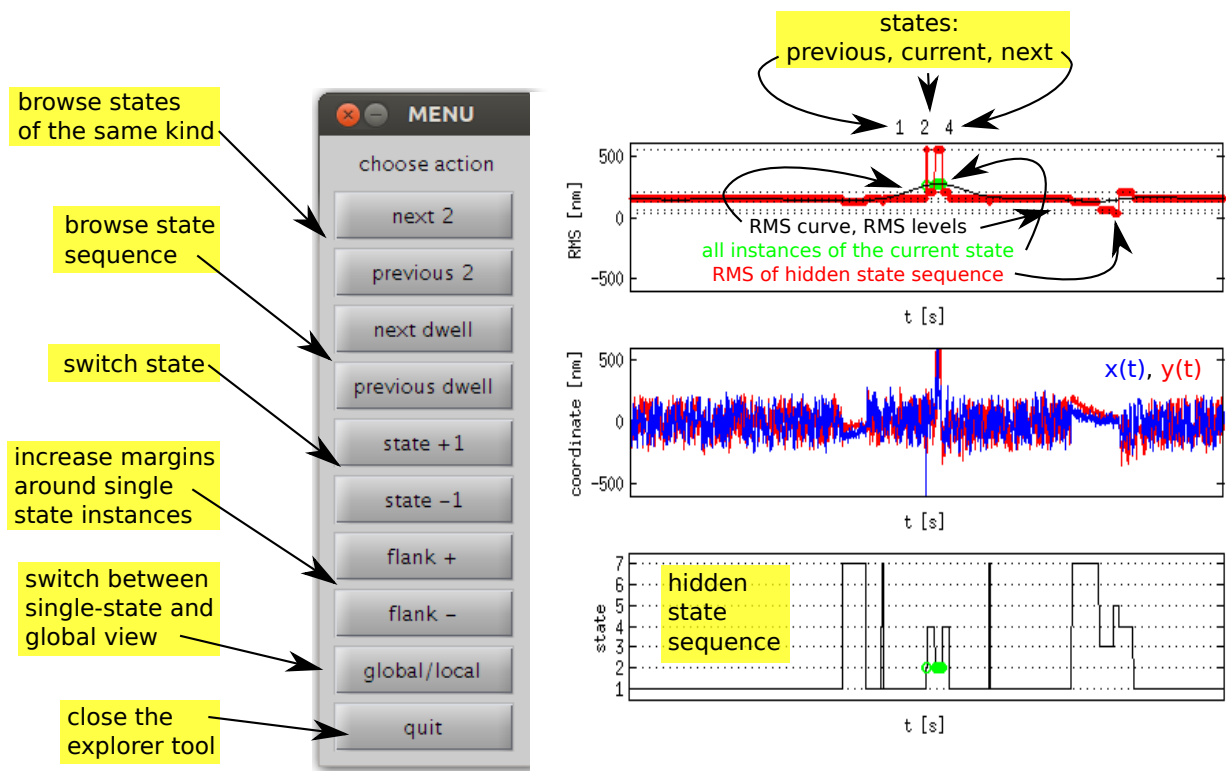 browse states
of the same kind
browse state
sequence
switch state
increase margins
around single
state instances
switch between
single-state and
global view
close the
explorer tool
MENU
choose action
next 2
previous 2
next dwell
previous dwell
state +1
state −1
flank +
flank −
global/local
quit
states:
previous, current, next
1 2 4
500
0
−500
RMS [nm]
RMS curve, RMS levels
all instances of the current state
RMS of hidden state sequence
t [s]
500
0
−500
coordinate [nm]
x(t), y(t)
t [s]
7
6
5
4
3
2
1
state
hidden
state
sequence
t [s]